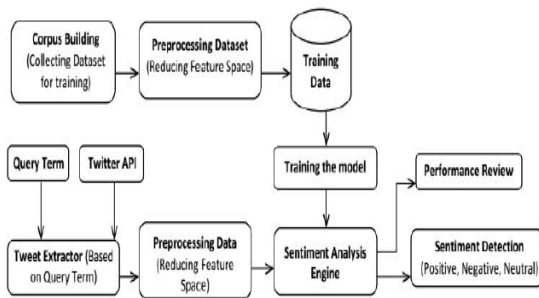 Corpus Building
(Collecting Dataset
for training)
Preprocessing Dataset
(Reducing Feature Space)
Training
Data
Query Term
Twitter API
Training the model
Performance Review
Tweet Extractor (Based
on Query Term)
Preprocessing Data
(Reducing Feature
Space)
Sentiment Analysis
Engine
Sentiment Detection
(Positive, Negative, Neutral)